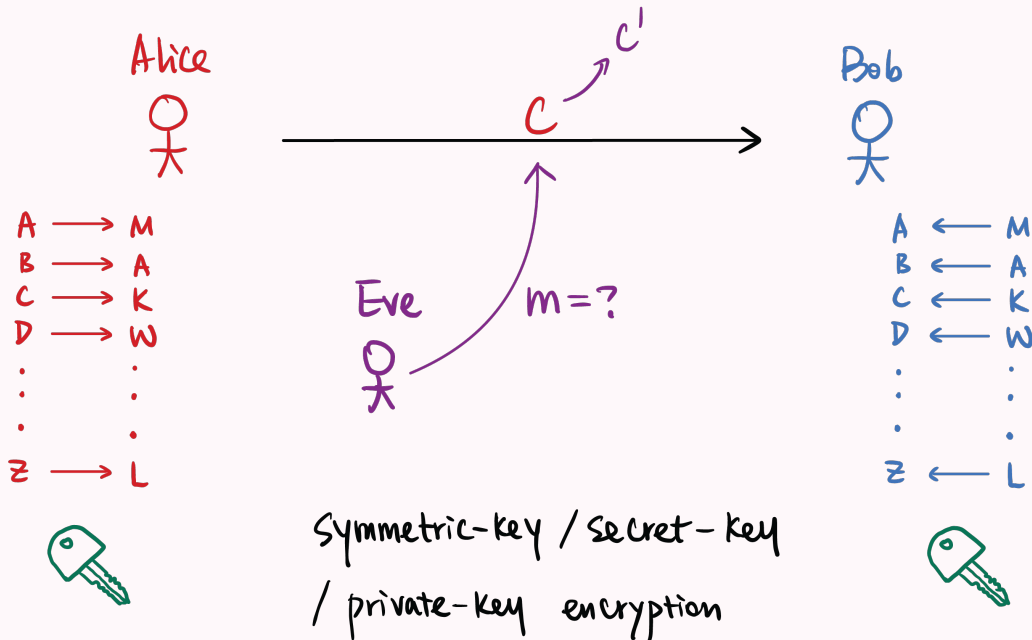 C'
Alice
Bob
C
A → M
B → A
C → K
D → W
Z → L
Eve
m=?
A ← M
B ← A
C ← K
D ← W
Z ← L
symmetric-key / secret-key
/ private-key encryption